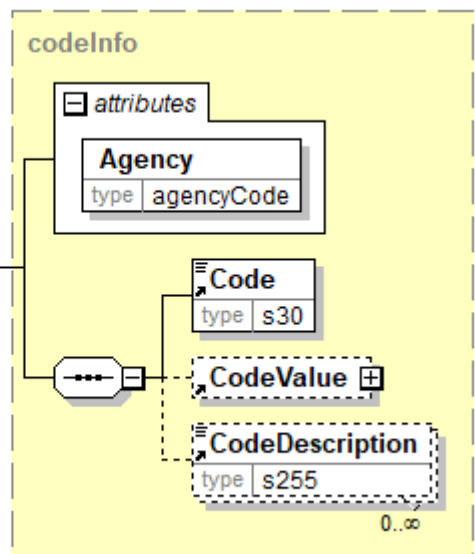 codeInfo
attributes
Agency
type agencyCode
Code
type s30
CodeValue
CodeDescription
type s255
0..∞